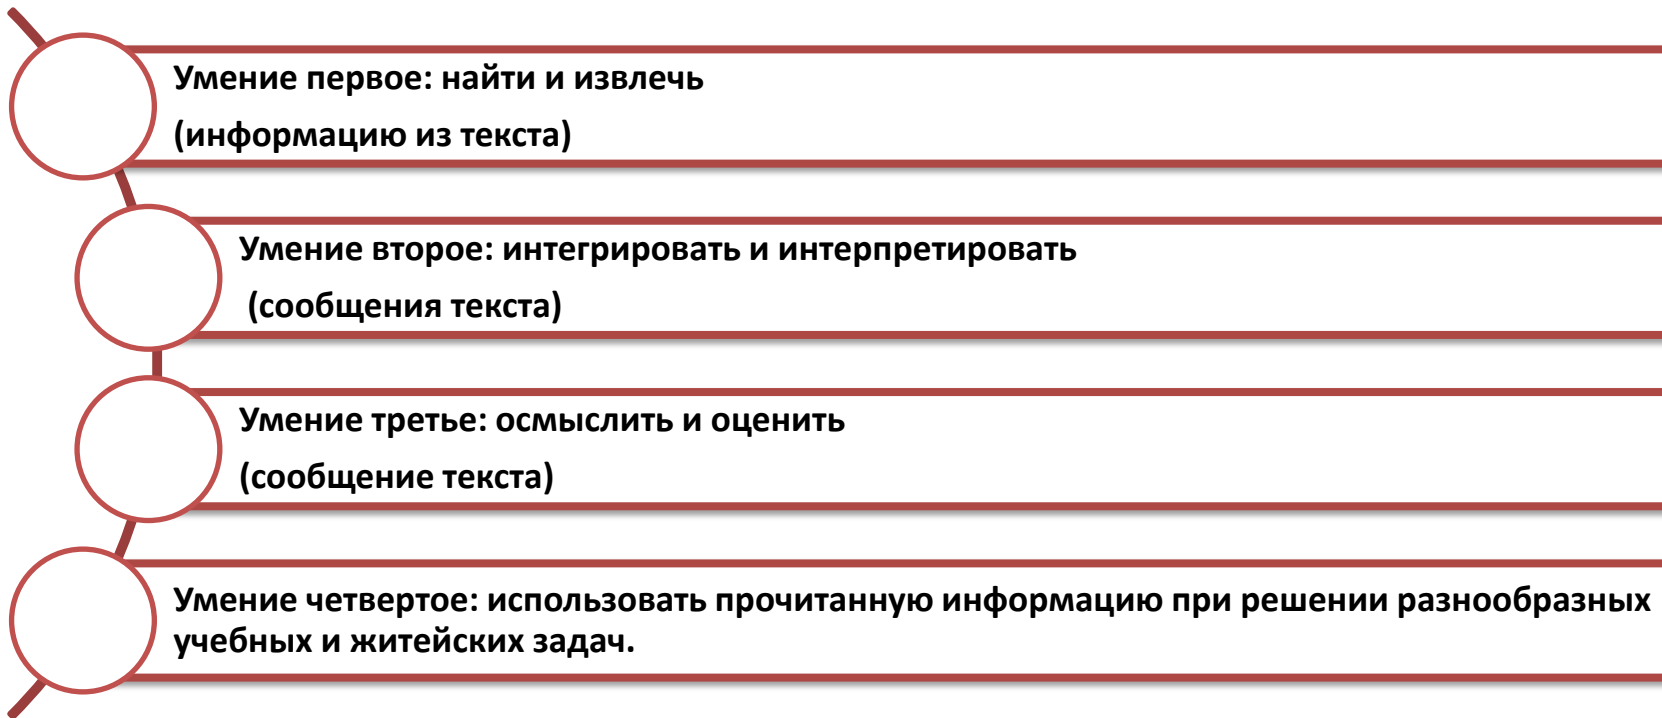 Умение первое: найти и извлечь
(информацию из текста)
Умение второе: интегрировать и интерпретировать
(сообщения текста)
Умение третье: осмыслить и оценить
(сообщение текста)
Умение четвертое: использовать прочитанную информацию при решении разнообразных
учебных и житейских задач.